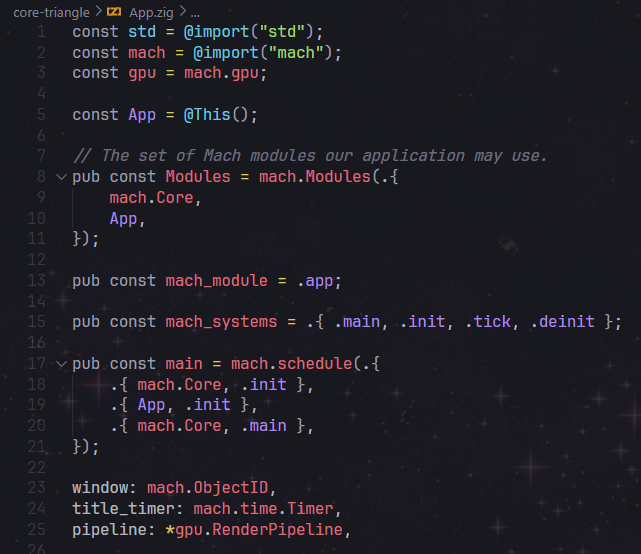 core-triangle > App.zig > ...
1 const std = @import("std");
2 const mach = @import("mach");
3 const gpu = mach.gpu;
4
5 const App = @This();
6
7 // The set of Mach modules our application may use.
8 pub const Modules = mach.Modules(.{
9     mach.Core,
10     App,
11 });
12
13 pub const mach_module = .app;
14
15 pub const mach_systems = .{ .main, .init, .tick, .deinit };
16
17 pub const main = mach.schedule(.{
18     .{ mach.Core, .init },
19     .{ App, .init },
20     .{ mach.Core, .main },
21 });
22
23 window: mach.ObjectID,
24 title_timer: mach.time.Timer,
25 pipeline: *gpu.RenderPipeline,
26